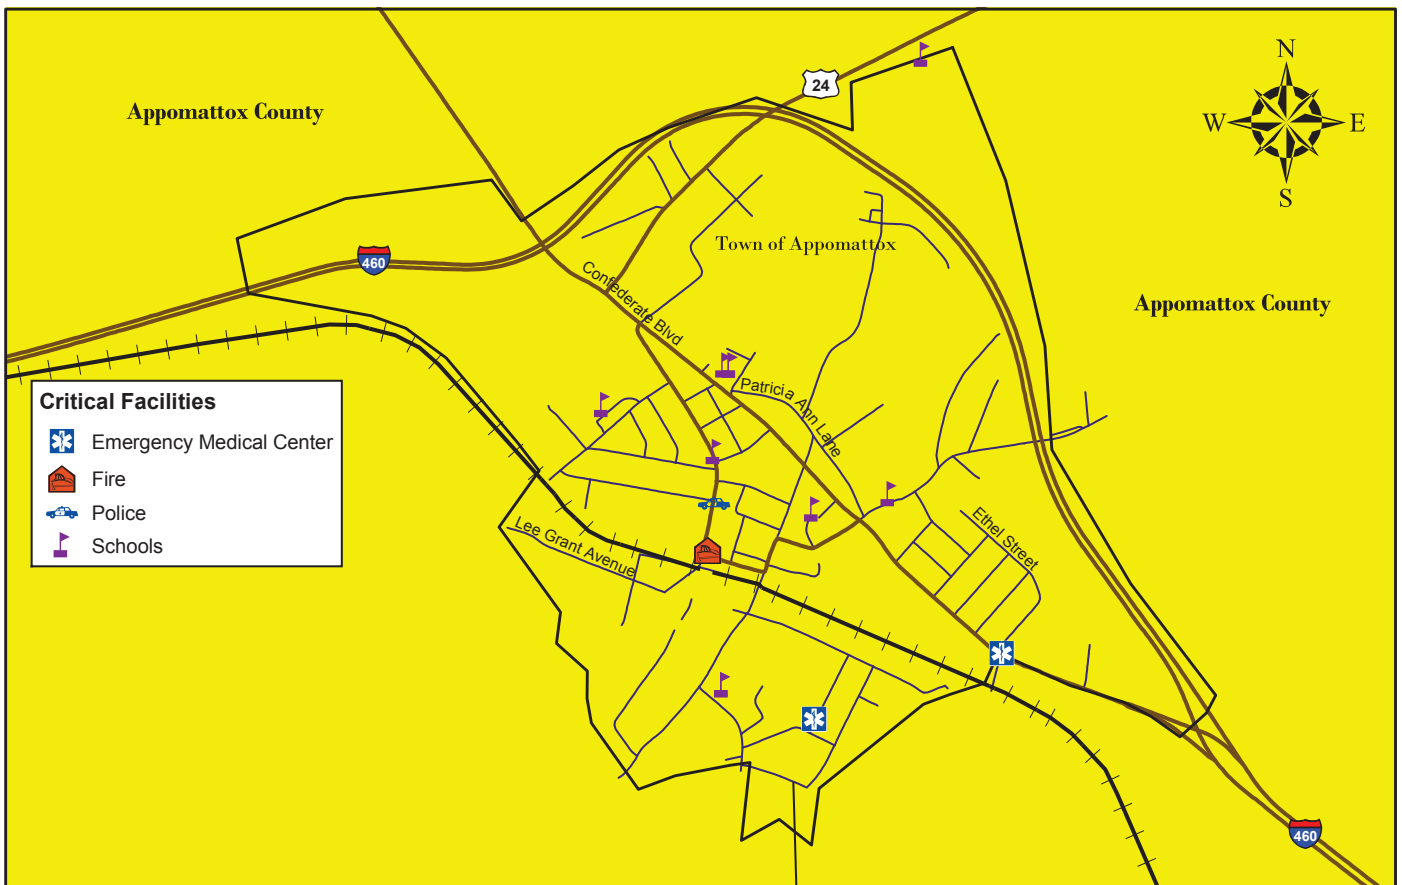 24
N
Appomattox County
W
E
S
Town of Appomattox
460
Confederate Blvd
Appomattox County
Patricia Ann Lane
Critical Facilities
Emergency Medical Center
Fire
Police
Schools
Lee Grant Avenue
Ethel Street
460